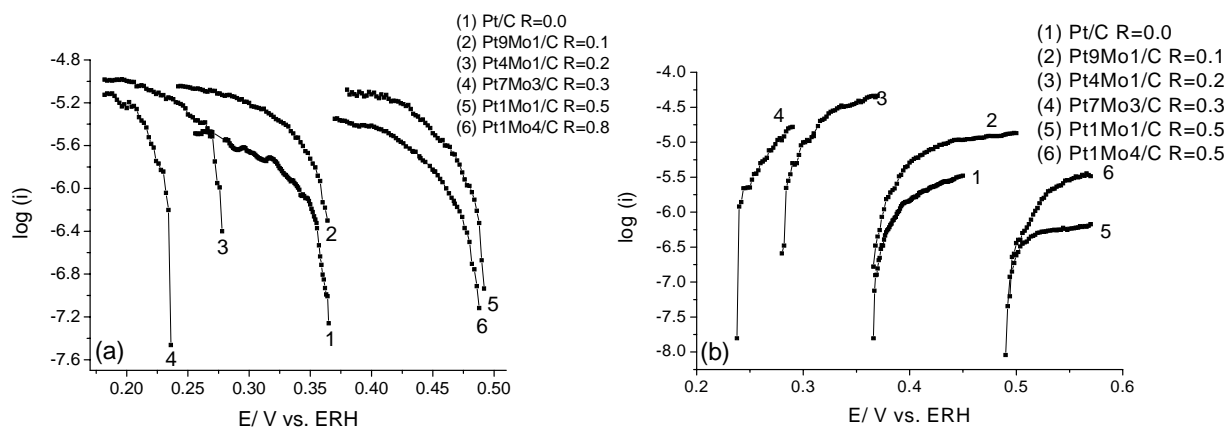 (1) Pt/C R=0.0
(2) Pt9Mo1/C R=0.1
(3) Pt4Mo1/C R=0.2
(4) Pt7Mo3/C R=0.3
(5) Pt1Mo1/C R=0.5
(6) Pt1Mo4/C R=0.8
-4.8
-5.2
-5.6
-6.0
-6.4
-6.8
-7.2
-7.6
log (i)
4
3
1
2
6
5
(a)
0.20 0.25 0.30 0.35 0.40 0.45 0.50
E/ V vs. ERH
(1) Pt/C R=0.0
(2) Pt9Mo1/C R=0.1
(3) Pt4Mo1/C R=0.2
(4) Pt7Mo3/C R=0.3
(5) Pt1Mo1/C R=0.5
(6) Pt1Mo4/C R=0.5
-4.0
-4.5
-5.0
-5.5
-6.0
-6.5
-7.0
-7.5
-8.0
log (i)
4
3
2
1
6
5
(b)
0.2 0.3 0.4 0.5 0.6
E/ V vs. ERH